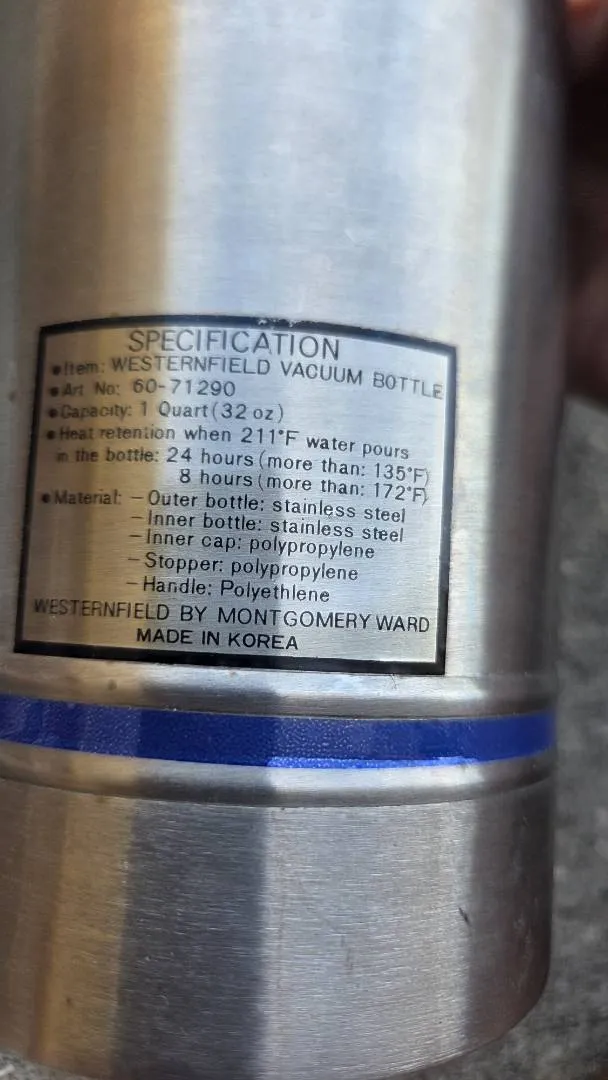 SPECIFICATION
•Item: WESTERNFIELD VACUUM BOTTLE
•Art No: 60-71290
•Capacity: 1 Quart (32 oz)
•Heat retention when 211°F water pours
in the bottle: 24 hours (more than: 135°F)
8 hours (more than: 172°F)
•Material: — Outer bottle: stainless steel
— Inner bottle: stainless steel
— Inner cap: polypropylene
— Stopper: polypropylene
— Handle: Polyethlene
WESTERNFIELD BY MONTGOMERY WARD
MADE IN KOREA